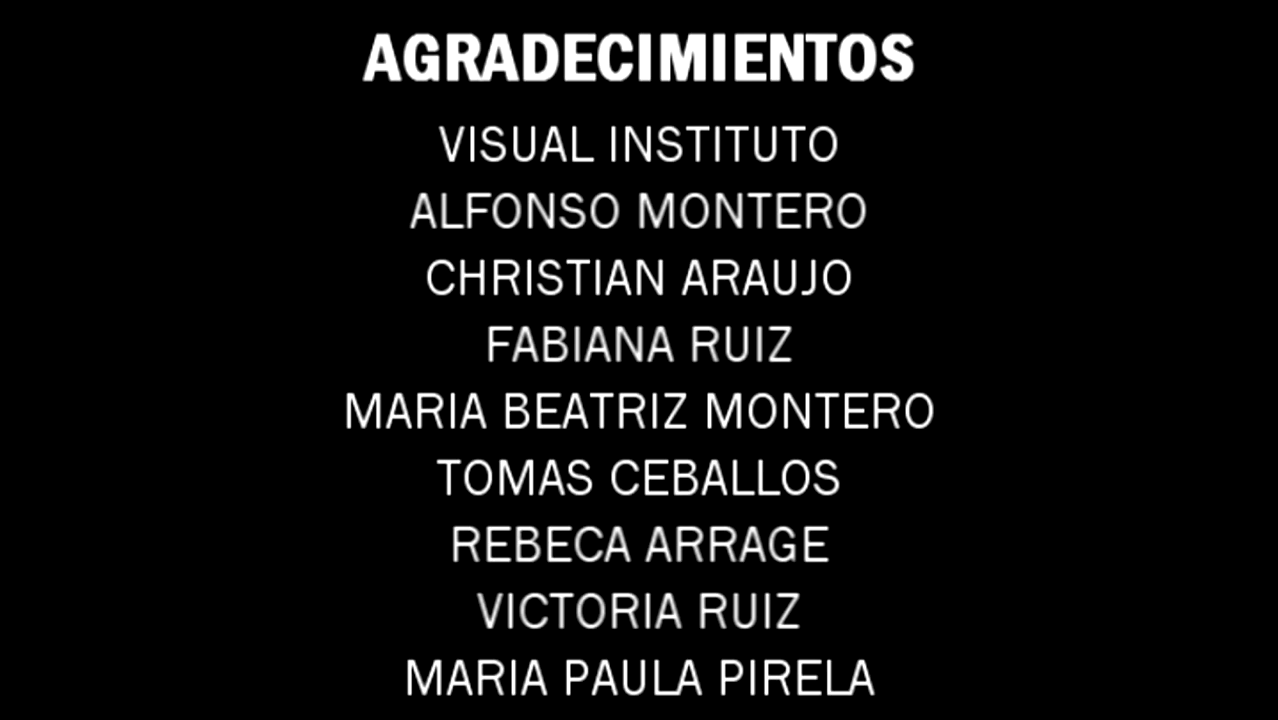 AGRADECIMIENTOS
VISUAL INSTITUTO
ALFONSO MONTERO
CHRISTIAN ARAUJO
FABIANA RUIZ
MARIA BEATRIZ MONTERO
TOMAS CEBALLOS
REBECA ARRAGE
VICTORIA RUIZ
MARIA PAULA PIRELA